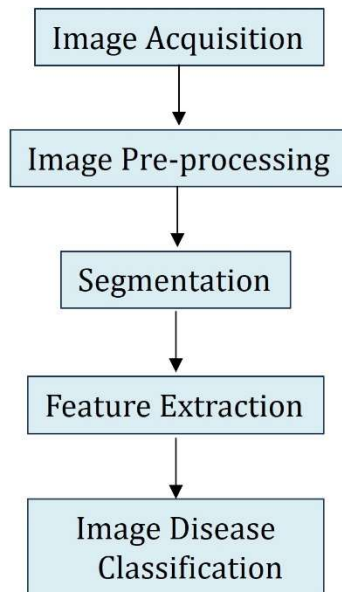 Image Acquisition
Image Pre-processing
Segmentation
Feature Extraction
Image Disease
Classification